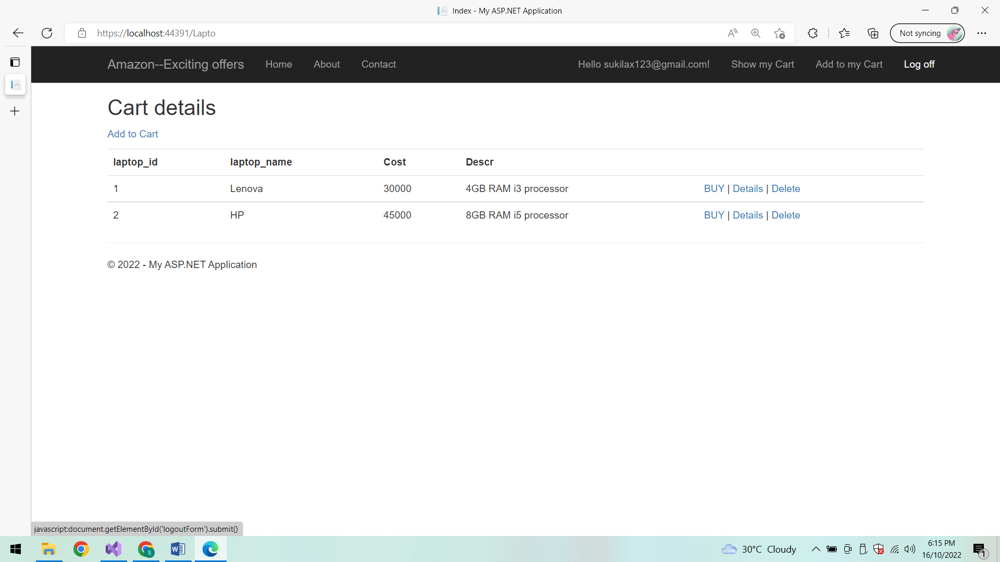 Index - My ASP.NET Application
https://localhost:44391/Lapto
Not syncing
Amazon--Exciting offers Home About Contact Hello sukilax123@gmail.com! Show my Cart Add to my Cart Log off
Cart details
Add to Cart
laptop_id laptop_name Cost Descr
1 Lenova 30000 4GB RAM i3 processor BUY | Details | Delete
2 HP 45000 8GB RAM i5 processor BUY | Details | Delete
© 2022 - My ASP.NET Application
javascript:document.getElementById('logoutForm').submit()
30°C Cloudy
6:15 PM
16/10/2022
1